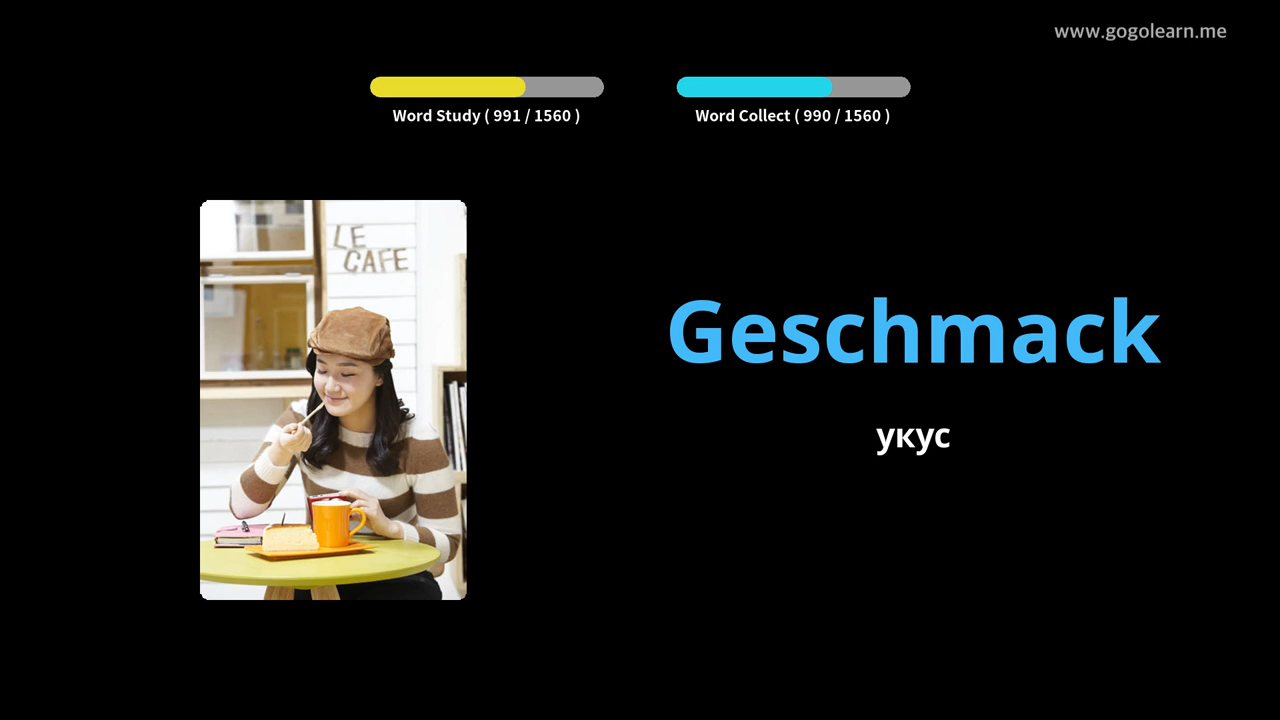 www.gogolearn.me
Word Study ( 991 / 1560 )
Word Collect ( 990 / 1560 )
LE
CAFE
Geschmack
укус